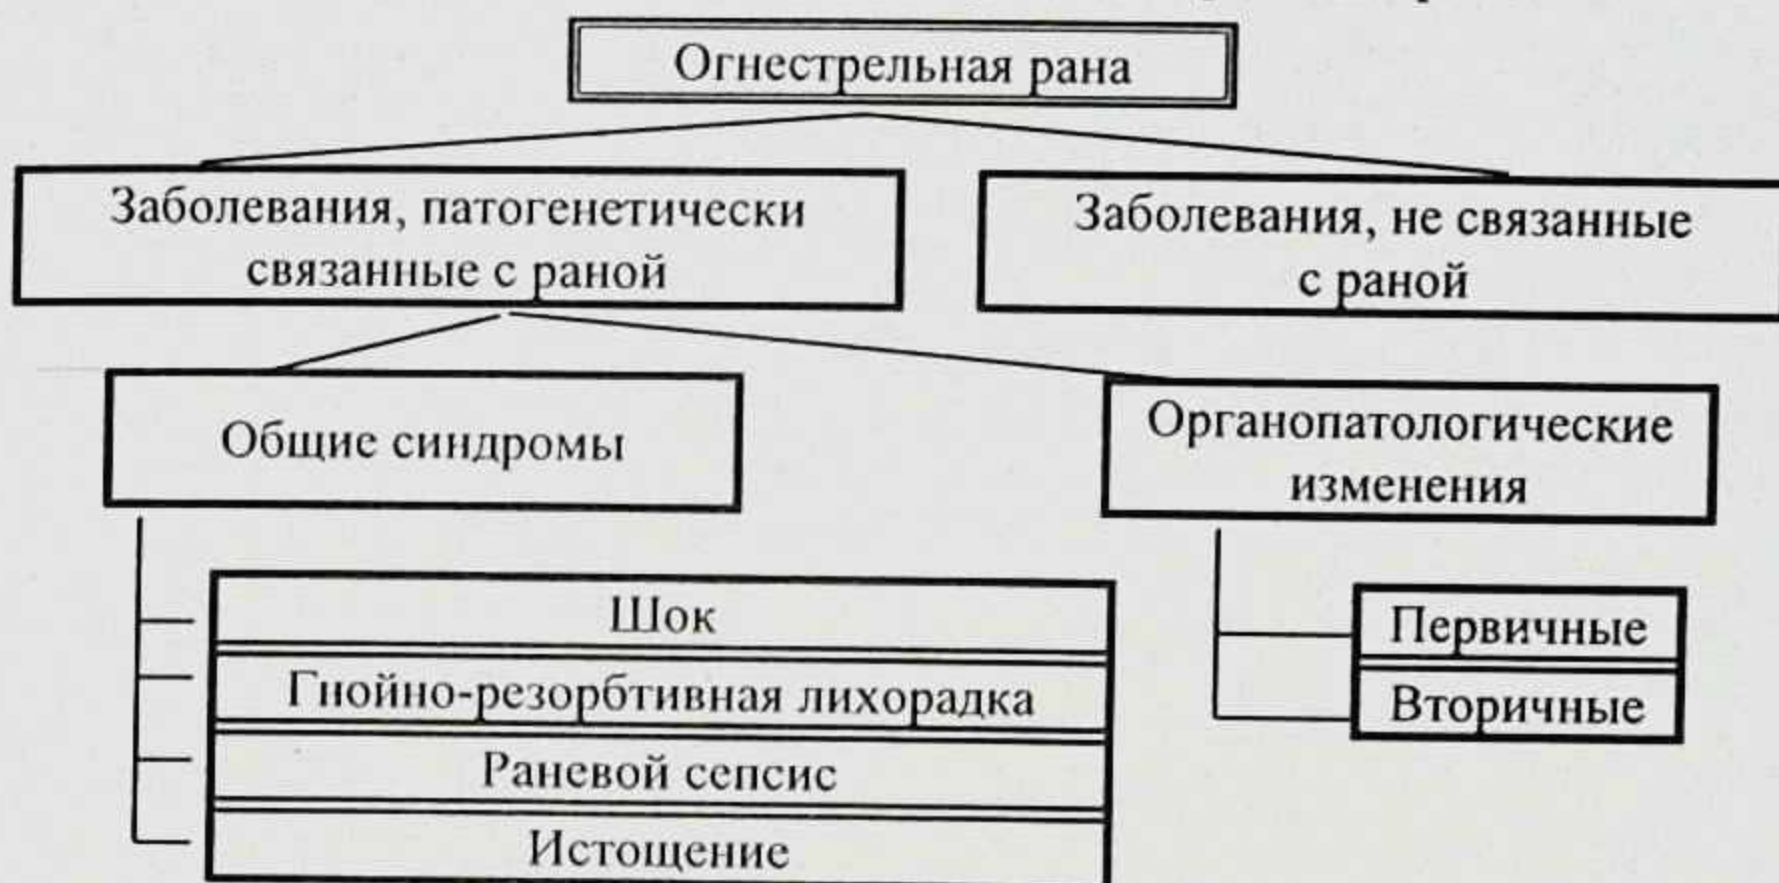 Огнестрельная рана
Заболевания, патогенетически
связанные с раной
Заболевания, не связанные
с раной
Общие синдромы
Органопатологические
изменения
Шок
Гнойно-резорбтивная лихорадка
Раневой сепсис
Истощение
Первичные
Вторичные